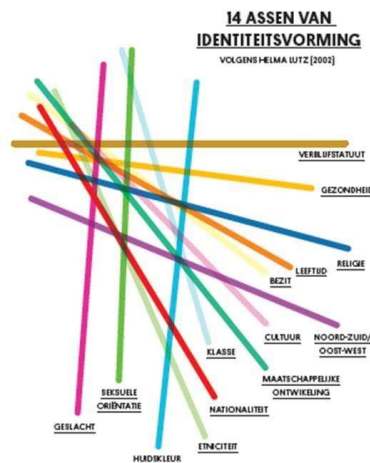 14 ASSEN VAN
IDENTITEITSVORMING
VOLGENS HELMA LUTZ [2002]
VERBLIJFSTATUUT
GEZONDHEID
RELIGIE
LEEFTIJD
BEZIT
NOORD-ZUID/
OOST-WEST
CULTUUR
KLASSE
MAATSCHAPPELIJKE
ONTWIKELING
SEKSUELE
ORIËNTATIE
NATIONALITEIT
GESLACHT
ETNICITEIT
HUIDSKLEUR